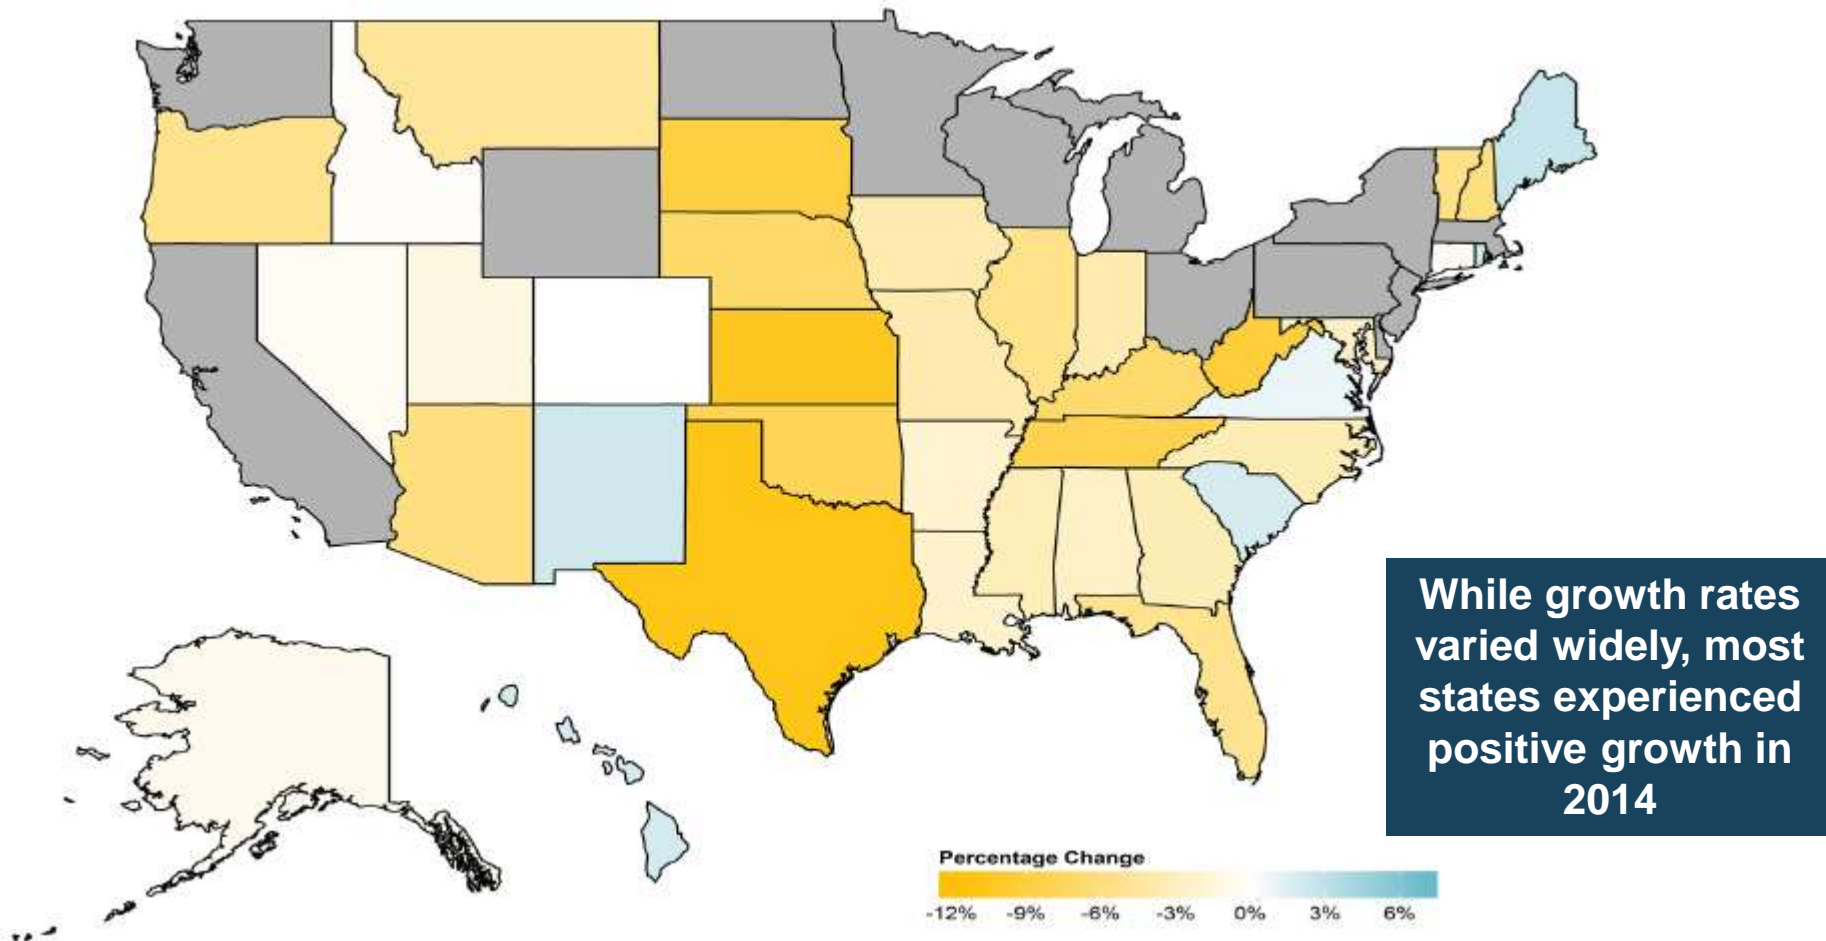 While growth rates
varied widely, most
states experienced
positive growth in
2014
Percentage Change
-12% -9% -6% -3% 0% 3% 6%